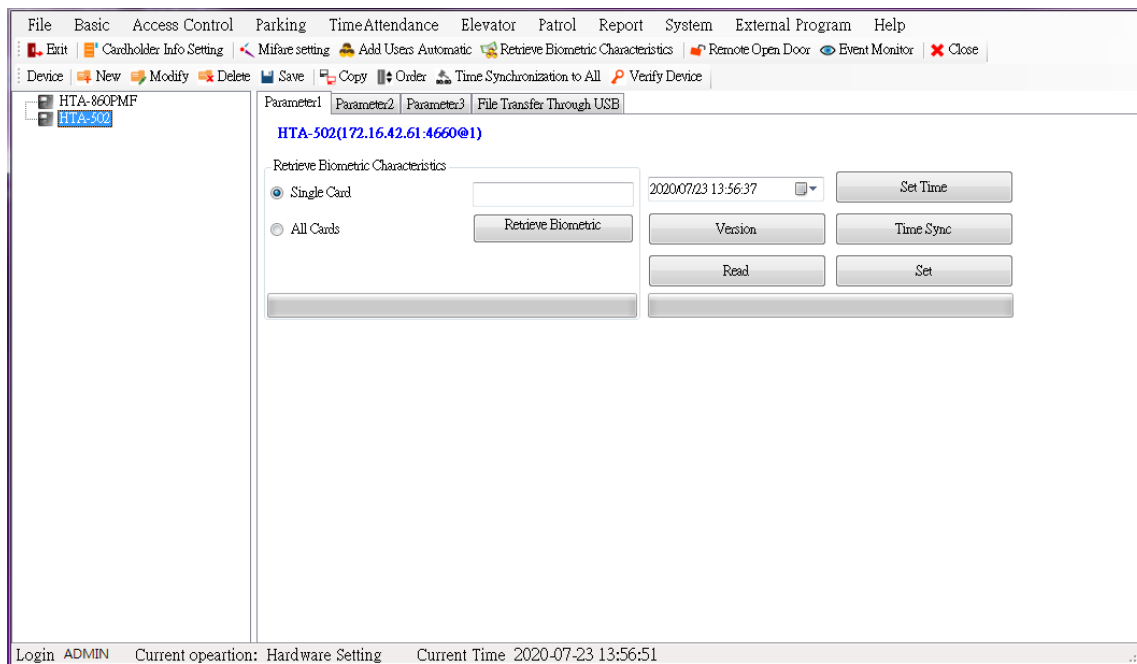 File Basic Access Control Parking TimeAttendance Elevator Patrol Report System External Program Help
Exit Cardholder Info Setting Mifare setting Add Users Automatic Retrieve Biometric Characteristics Remote Open Door Event Monitor Close
Device New Modify Delete Save Copy Order Time Synchronization to All Verify Device
HTA-860PMF
HTA-502
Parameter1 Parameter2 Parameter3 File Transfer Through USB
HTA-502(172.16.42.61:4660@1)
Retrieve Biometric Characteristics
Single Card
2020/07/23 13:56:37 Set Time
All Cards Retrieve Biometric Version Time Sync
Read Set
Login ADMIN Current opeartion: Hardware Setting Current Time 2020-07-23 13:56:51